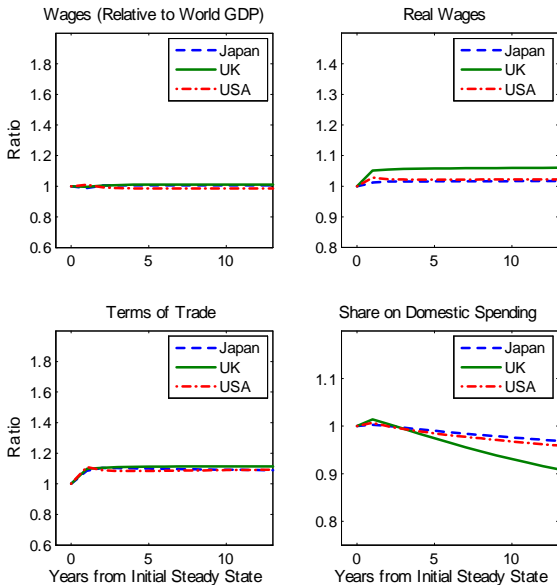 Wages (Relative to World GDP)
Ratio
1.8
1.6
1.4
1.2
1
0.8
0.6
0
5
10
Japan
UK
USA
Real Wages
1.4
1.3
1.2
1.1
1
0.9
0.8
0
5
10
Japan
UK
USA
Terms of Trade
Ratio
1.8
1.6
1.4
1.2
1
0.8
0.6
0
5
10
Years from Initial Steady State
Japan
UK
USA
Share on Domestic Spending
1.1
1
0.9
0.8
0
5
10
Years from Initial Steady State
Japan
UK
USA